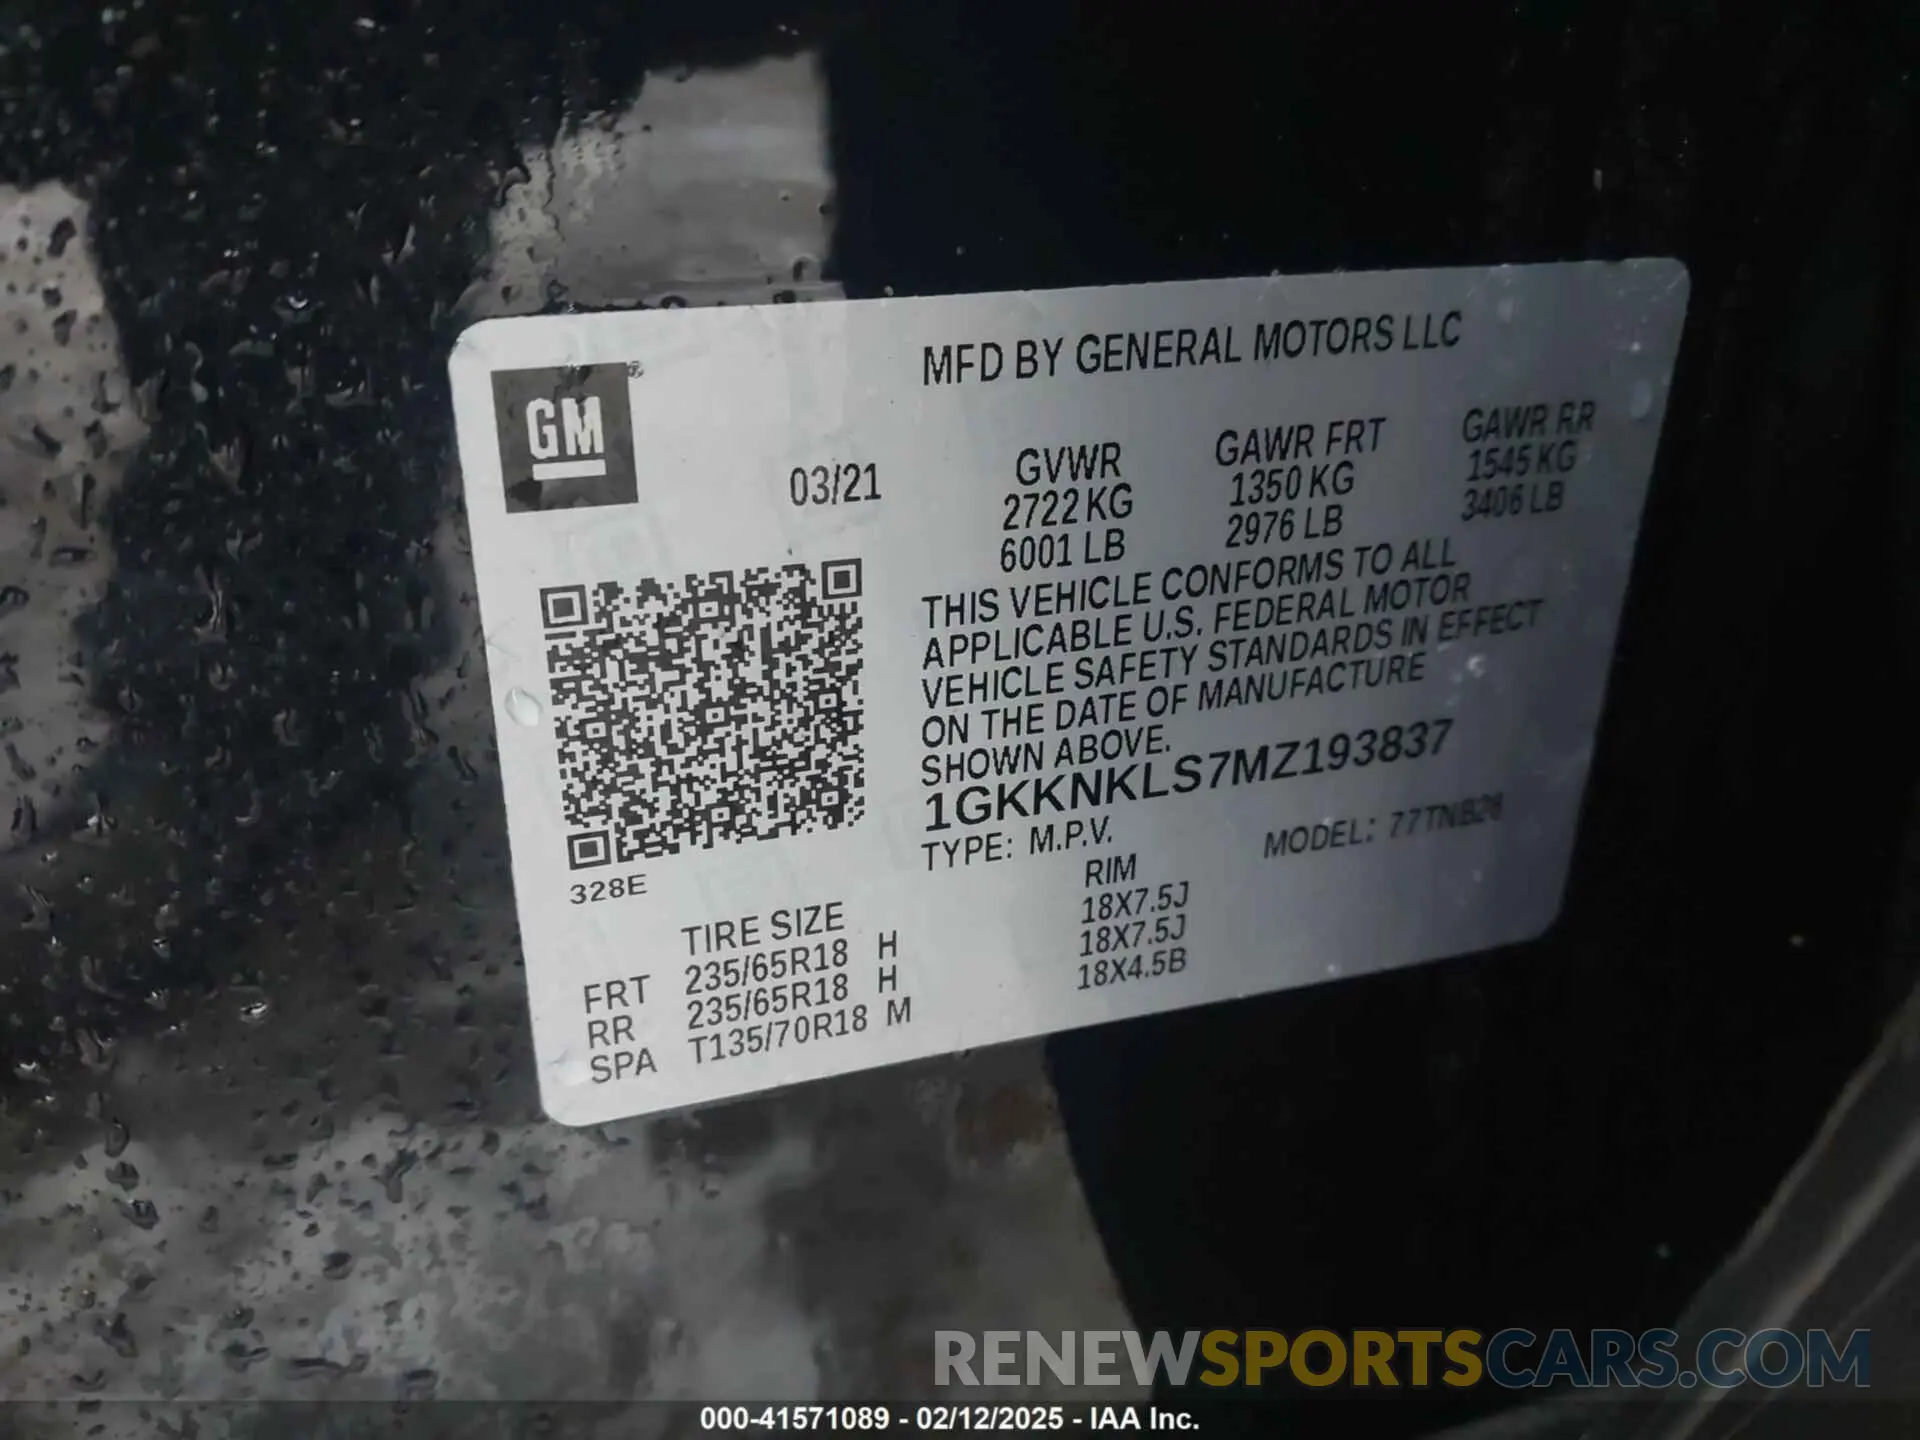 MFD BY GENERAL MOTORS LLC
GM ®
03/21
GVWR GAWR FRT GAWR RR
2722 KG 1350 KG 1545 KG
6001 LB 2976 LB 3406 LB
THIS VEHICLE CONFORMS TO ALL
APPLICABLE U.S. FEDERAL MOTOR
VEHICLE SAFETY STANDARDS IN EFFECT
ON THE DATE OF MANUFACTURE
SHOWN ABOVE.
1GKKNKLS7MZ193837
TYPE: M.P.V. MODEL: 77TNB26
328E
TIRE SIZE RIM
FRT 235/65R18 H 18X7.5J
RR 235/65R18 H 18X7.5J
SPA T135/70R18 M 18X4.5B
RENEWSPORTSCARS.COM
000-41571089 - 02/12/2025 - IAA Inc.